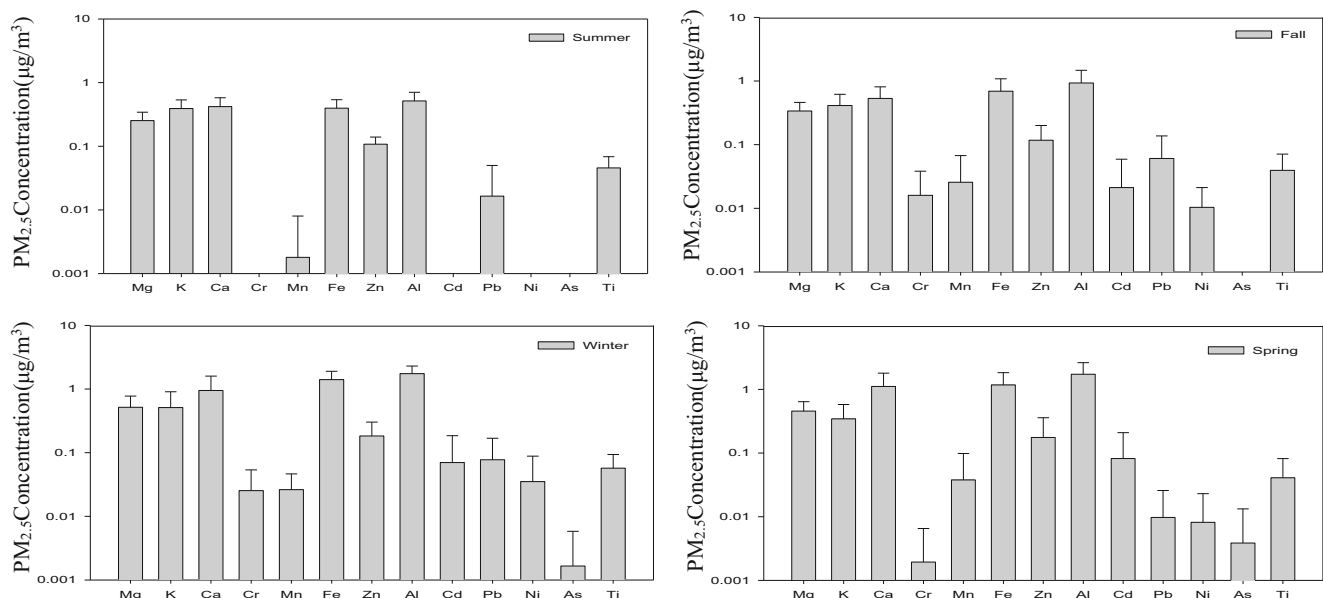 10
1
0.1
0.01
0.001
PM2.5Concentration(µg/m3)
Summer
Mg K Ca Cr Mn Fe Zn Al Cd Pb Ni As Ti
10
1
0.1
0.01
0.001
PM2.5Concentration(µg/m3)
Fall
Mg K Ca Cr Mn Fe Zn Al Cd Pb Ni As Ti
10
1
0.1
0.01
0.001
PM2.5Concentration(µg/m3)
Winter
Mg K Ca Cr Mn Fe Zn Al Cd Pb Ni As Ti
10
1
0.1
0.01
0.001
PM2.5Concentration(µg/m3)
Spring
Mg K Ca Cr Mn Fe Zn Al Cd Pb Ni As Ti